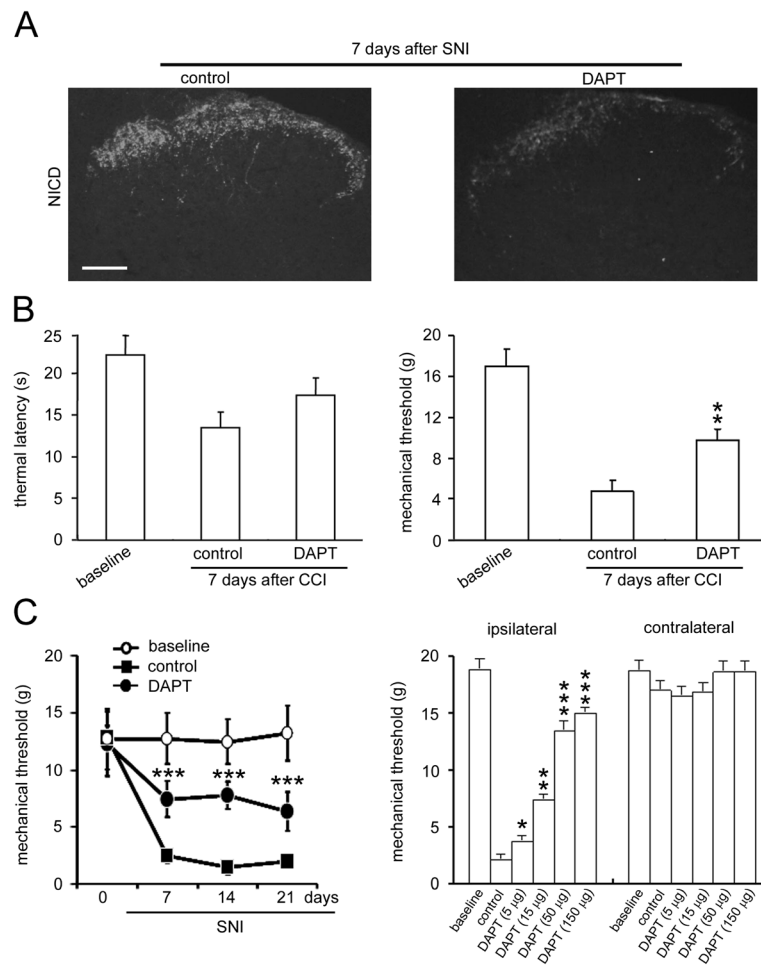 A
7 days after SNI
control
DAPT
NICD
B
thermal latency (s)
25
20
15
10
5
0
baseline
control
DAPT
7 days after CCI
mechanical threshold (g)
20
16
12
8
4
0
**
baseline
control
DAPT
7 days after CCI
C
baseline
control
DAPT
mechanical threshold (g)
20
15
10
5
0
***
***
***
0
7
14
21
days
SNI
ipsilateral
contralateral
mechanical threshold (g)
20
15
10
5
0
*
**
***
***
baseline
control
DAPT (5 µg)
DAPT (15 µg)
DAPT (50 µg)
DAPT (150 µg)
baseline
control
DAPT (5 µg)
DAPT (15 µg)
DAPT (50 µg)
DAPT (150 µg)